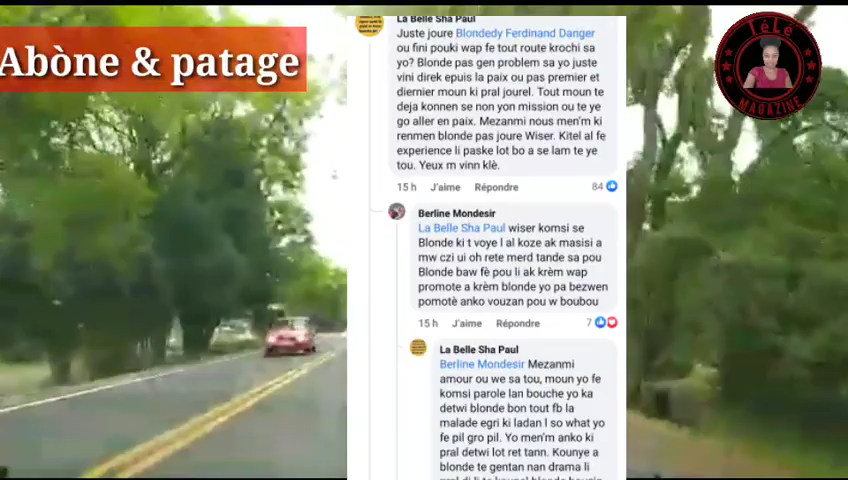 Abòne & patage
TéLé
MAGAZINE
La Belle Sha Paul
Juste joure Blondedy Ferdinand Danger
ou fini pouki wap fe tout route krochi sa
yo? Blonde pas gen problem sa yo juste
vini direk epuis la paix ou pas premier et
diernier moun ki pral jourel. Tout moun te
deja konnen se non yon mission ou te ye
go aller en paix. Mezanmi nous men'm ki
renmen blonde pas joure Wiser. Kitel al fę
experience li paske lot bo a se lam te ye
tou. Yeux m vinn klè.
15 h J'aime Répondre 84
Berline Mondesir
La Belle Sha Paul wiser komsi se
Blonde ki t voye l al koze ak masisi a
mw czi ui oh rete merd tande sa pou
Blonde baw fè pou li ak krèm wap
promote a krèm blonde yo pa bezwen
pomotè anko vouzan pou w boubou
15 h J'aime Répondre 7
La Belle Sha Paul
Berline Mondesir Mezanmi
amour ou we sa tou, moun yo fe
komsi parole lan bouche yo ka
detwi blonde bon tout fb la
malade egri ki ladan l so what yo
fe pil gro pil. Yo men'm anko ki
pral detwi lot ret tann. Kounye a
blonde te gentan nan drama li